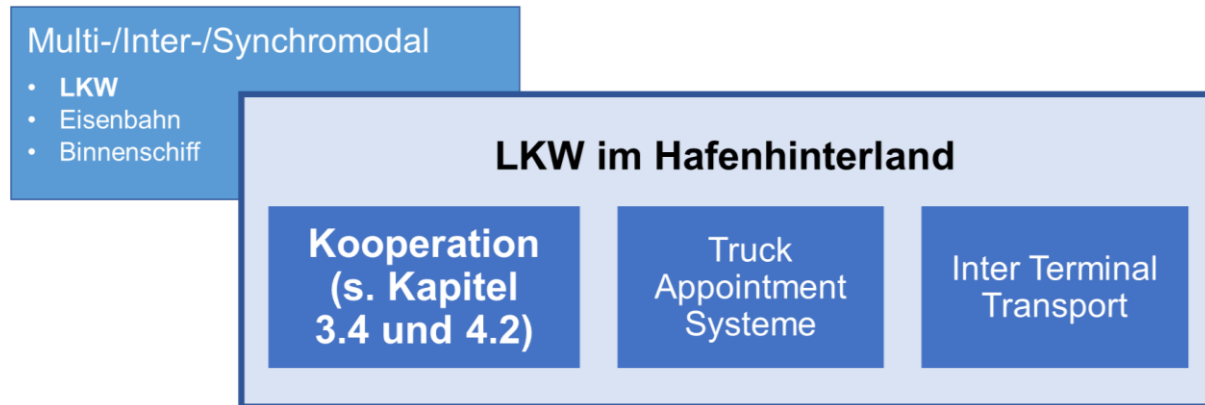 Multi-/Inter-/Synchromodal
• LKW
• Eisenbahn
• Binnenschiff
LKW im Hafenhinterland
Kooperation
(s. Kapitel
3.4 und 4.2)
Truck
Appointment
Systeme
Inter Terminal
Transport